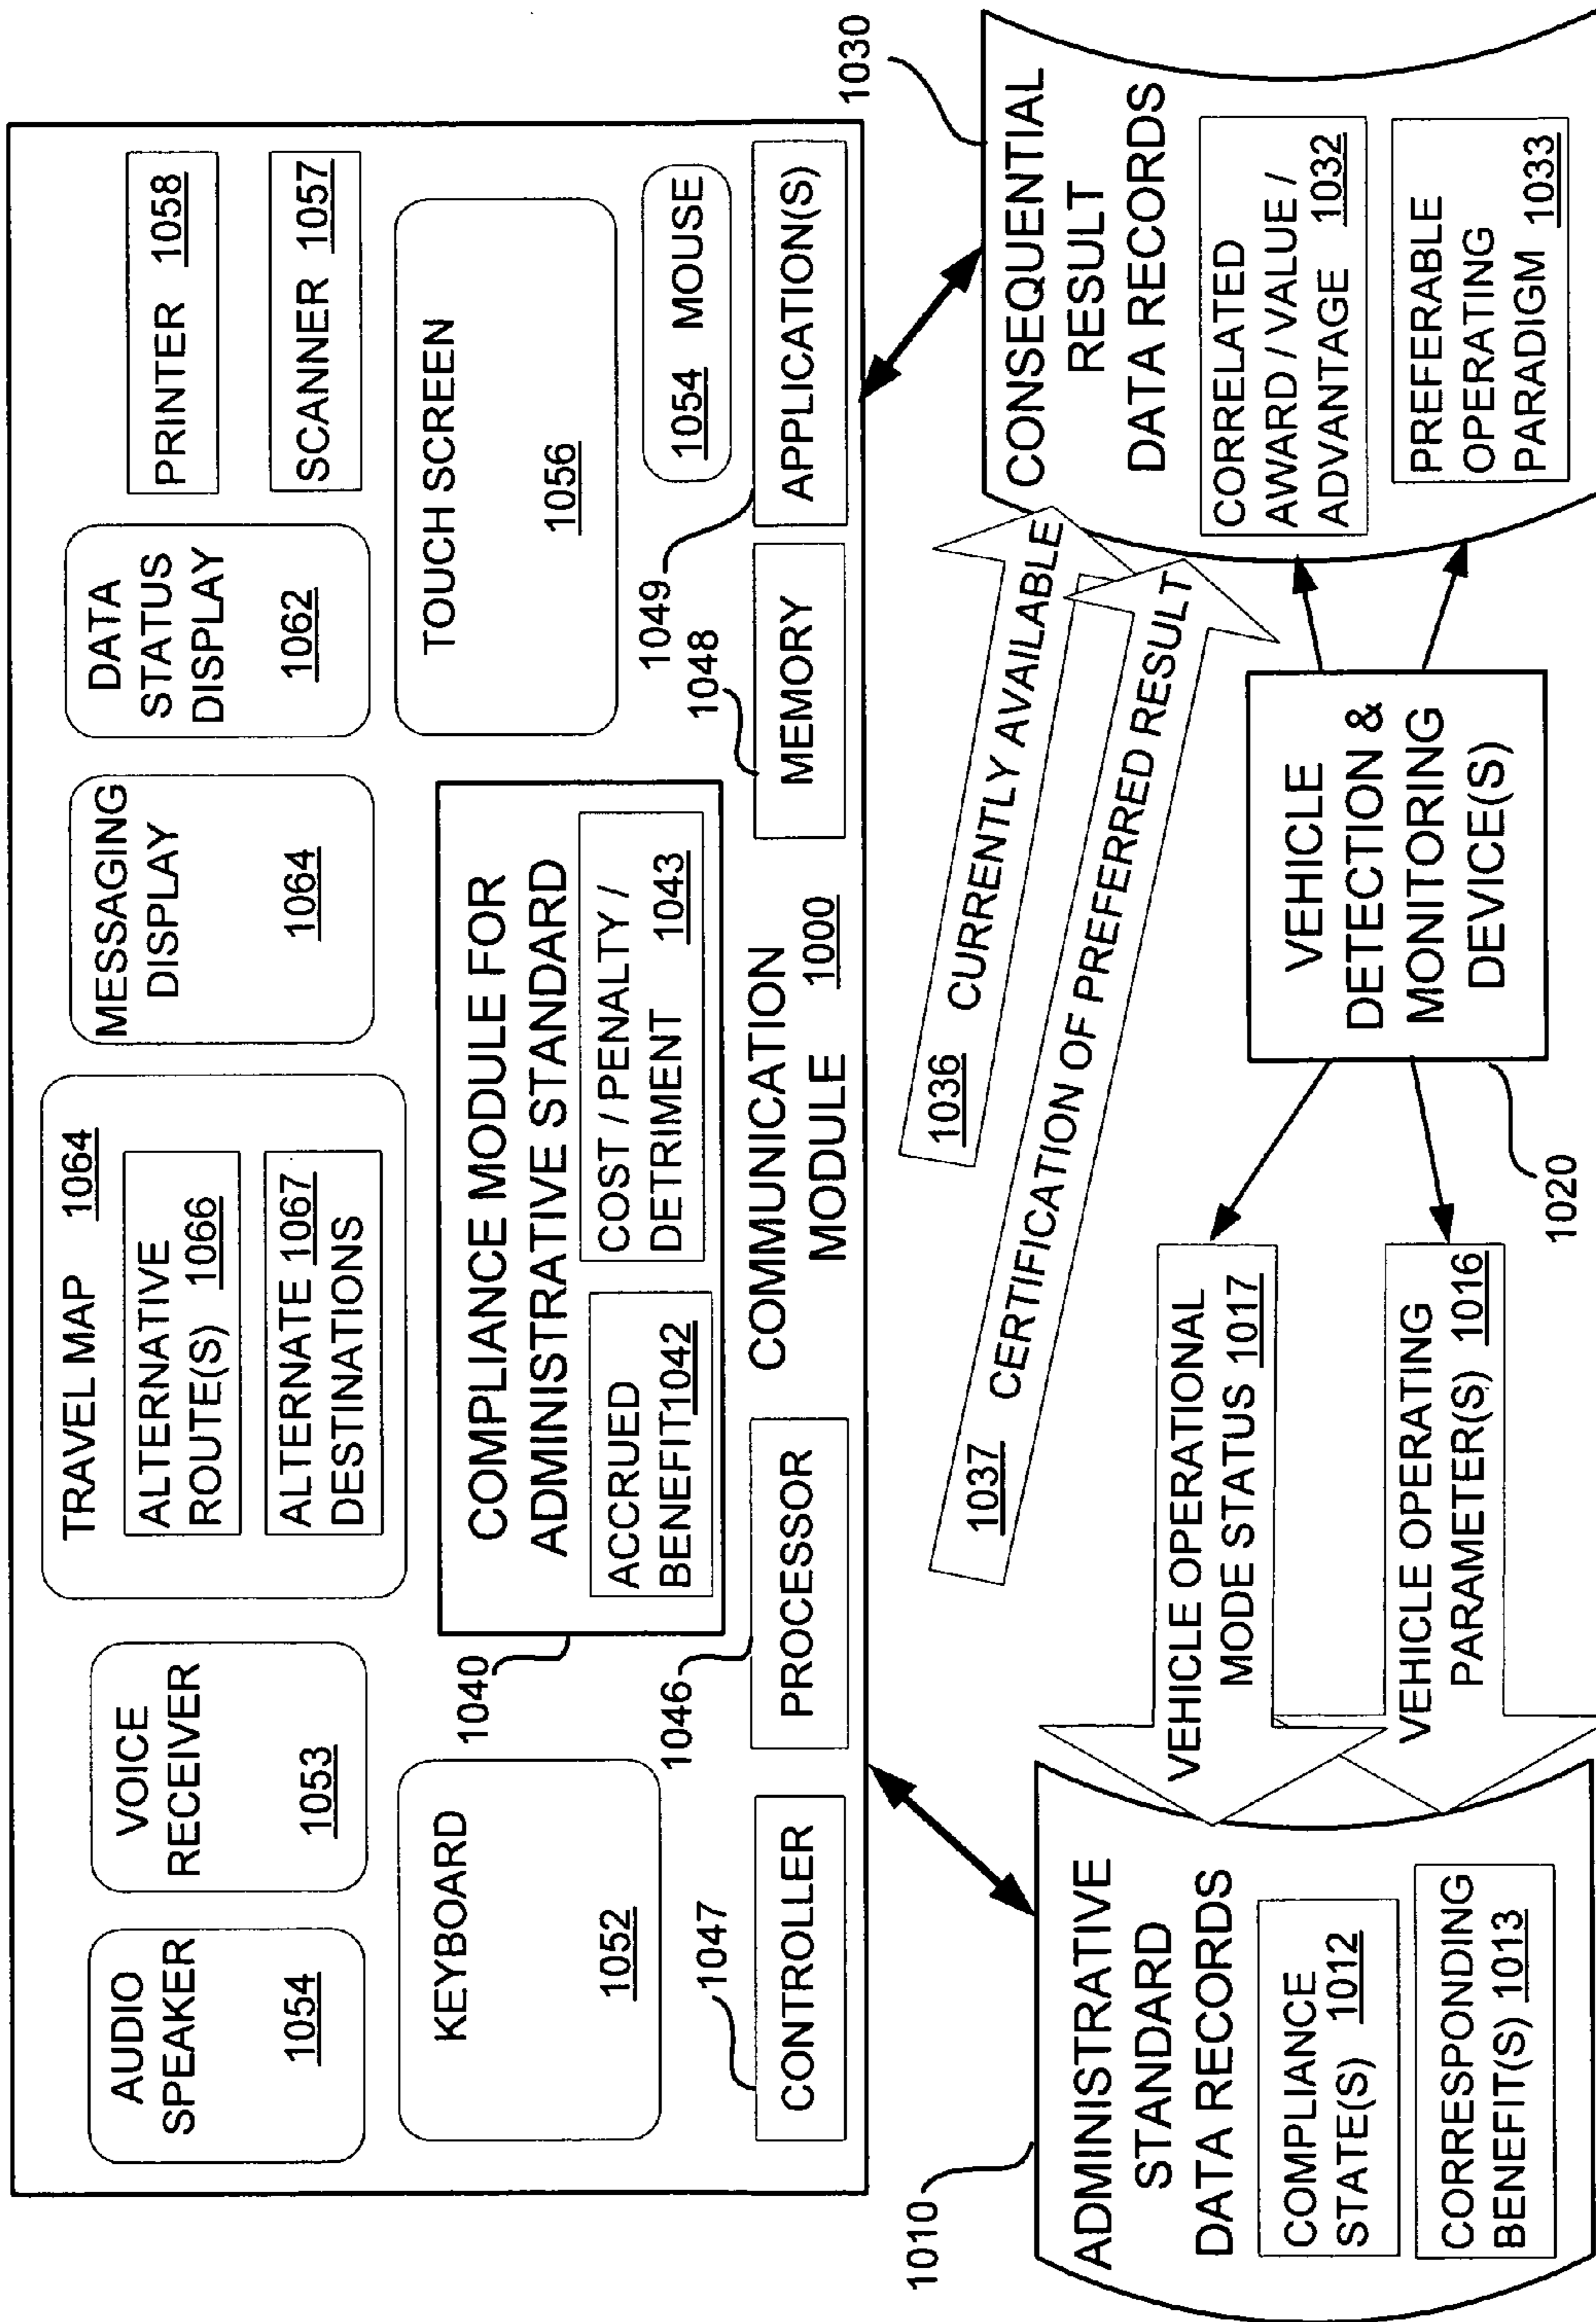 AUDIO
SPEAKER
1054
VOICE
RECEIVER
1053
TRAVEL MAP 1064
ALTERNATIVE
ROUTE(S) 1066
ALTERNATE 1067
DESTINATIONS
MESSAGING
DISPLAY
1064
DATA
STATUS
DISPLAY
1062
PRINTER 1058
SCANNER 1057
KEYBOARD
1052
1040
COMPLIANCE MODULE FOR
ADMINISTRATIVE STANDARD
ACCRUED
BENEFIT 1042
COST / PENALTY /
DETRIMENT 1043
TOUCH SCREEN
1056
1054 MOUSE
1047
CONTROLLER
1046
PROCESSOR
COMMUNICATION
MODULE 1000
1048
MEMORY
1049
APPLICATION(S)
1010
ADMINISTRATIVE
STANDARD
DATA RECORDS
COMPLIANCE
STATE(S) 1012
CORRESPONDING
BENEFIT(S) 1013
1036 CURRENTLY AVAILABLE
1037 CERTIFICATION OF PREFERRED RESULT
VEHICLE OPERATIONAL
MODE STATUS 1017
VEHICLE OPERATING
PARAMETER(S) 1016
1020
VEHICLE
DETECTION &
MONITORING
DEVICE(S)
1030
CONSEQUENTIAL
RESULT
DATA RECORDS
CORRELATED
AWARD / VALUE /
ADVANTAGE 1032
PREFERABLE
OPERATING
PARADIGM 1033